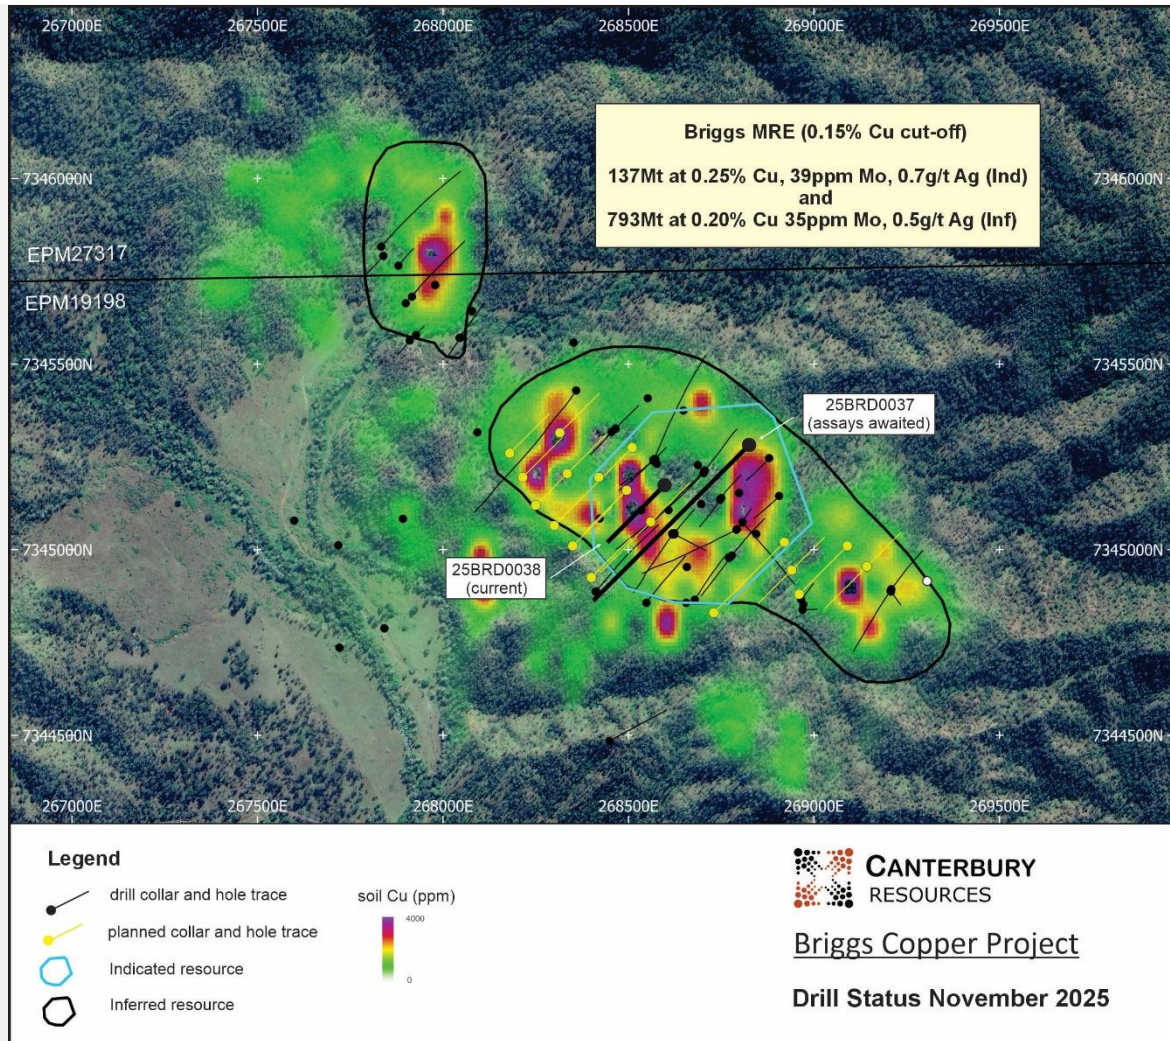 267000E
267500E
268000E
268500E
269000E
269500E
Briggs MRE (0.15% Cu cut-off)
137Mt at 0.25% Cu, 39ppm Mo, 0.7g/t Ag (Ind)
and
793Mt at 0.20% Cu 35ppm Mo, 0.5g/t Ag (Inf)
7346000N
7346000N
EPM27317
EPM19198
7345500N
7345500N
25BRD0037
(assays awaited)
7345000N
7345000N
25BRD0038
(current)
7344500N
7344500N
267000E
267500E
268000E
268500E
269000E
269500E
Legend
drill collar and hole trace
planned collar and hole trace
Indicated resource
Inferred resource
soil Cu (ppm)
4000
0
CANTERBURY
RESOURCES
Briggs Copper Project
Drill Status November 2025